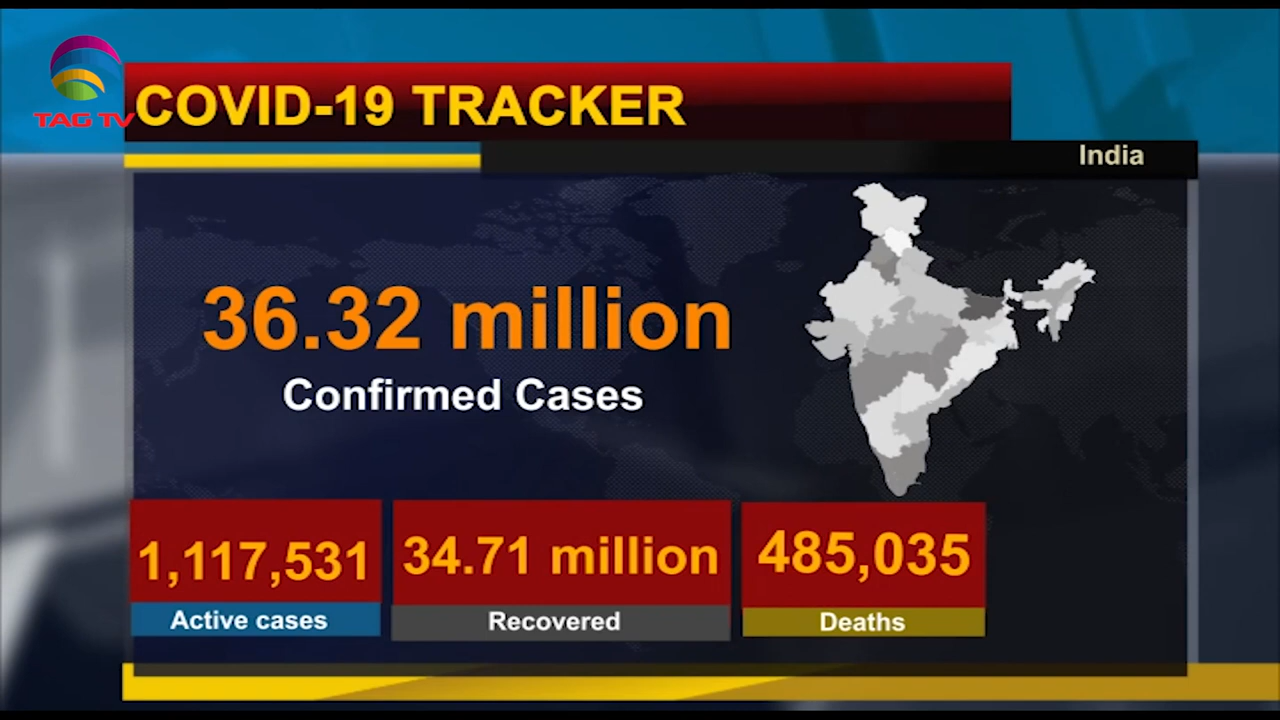 TAG TV
COVID-19 TRACKER
India
36.32 million
Confirmed Cases
1,117,531
Active cases
34.71 million
Recovered
485,035
Deaths